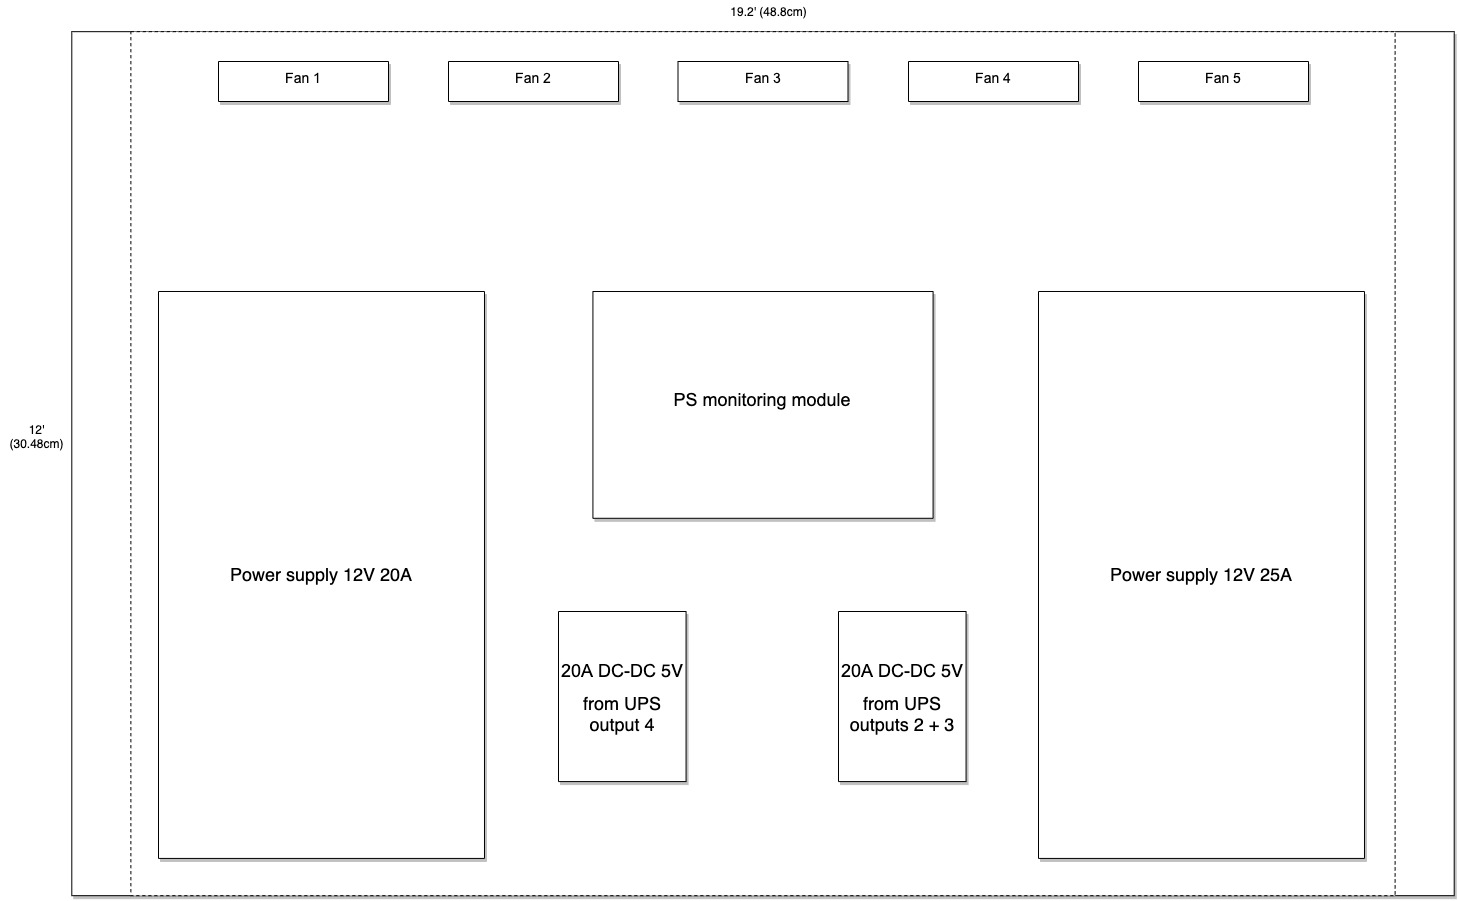 19.2' (48.8cm)
Fan 1
Fan 2
Fan 3
Fan 4
Fan 5
12'
(30.48cm)
PS monitoring module
Power supply 12V 20A
Power supply 12V 25A
20A DC-DC 5V
from UPS
output 4
20A DC-DC 5V
from UPS
outputs 2 + 3